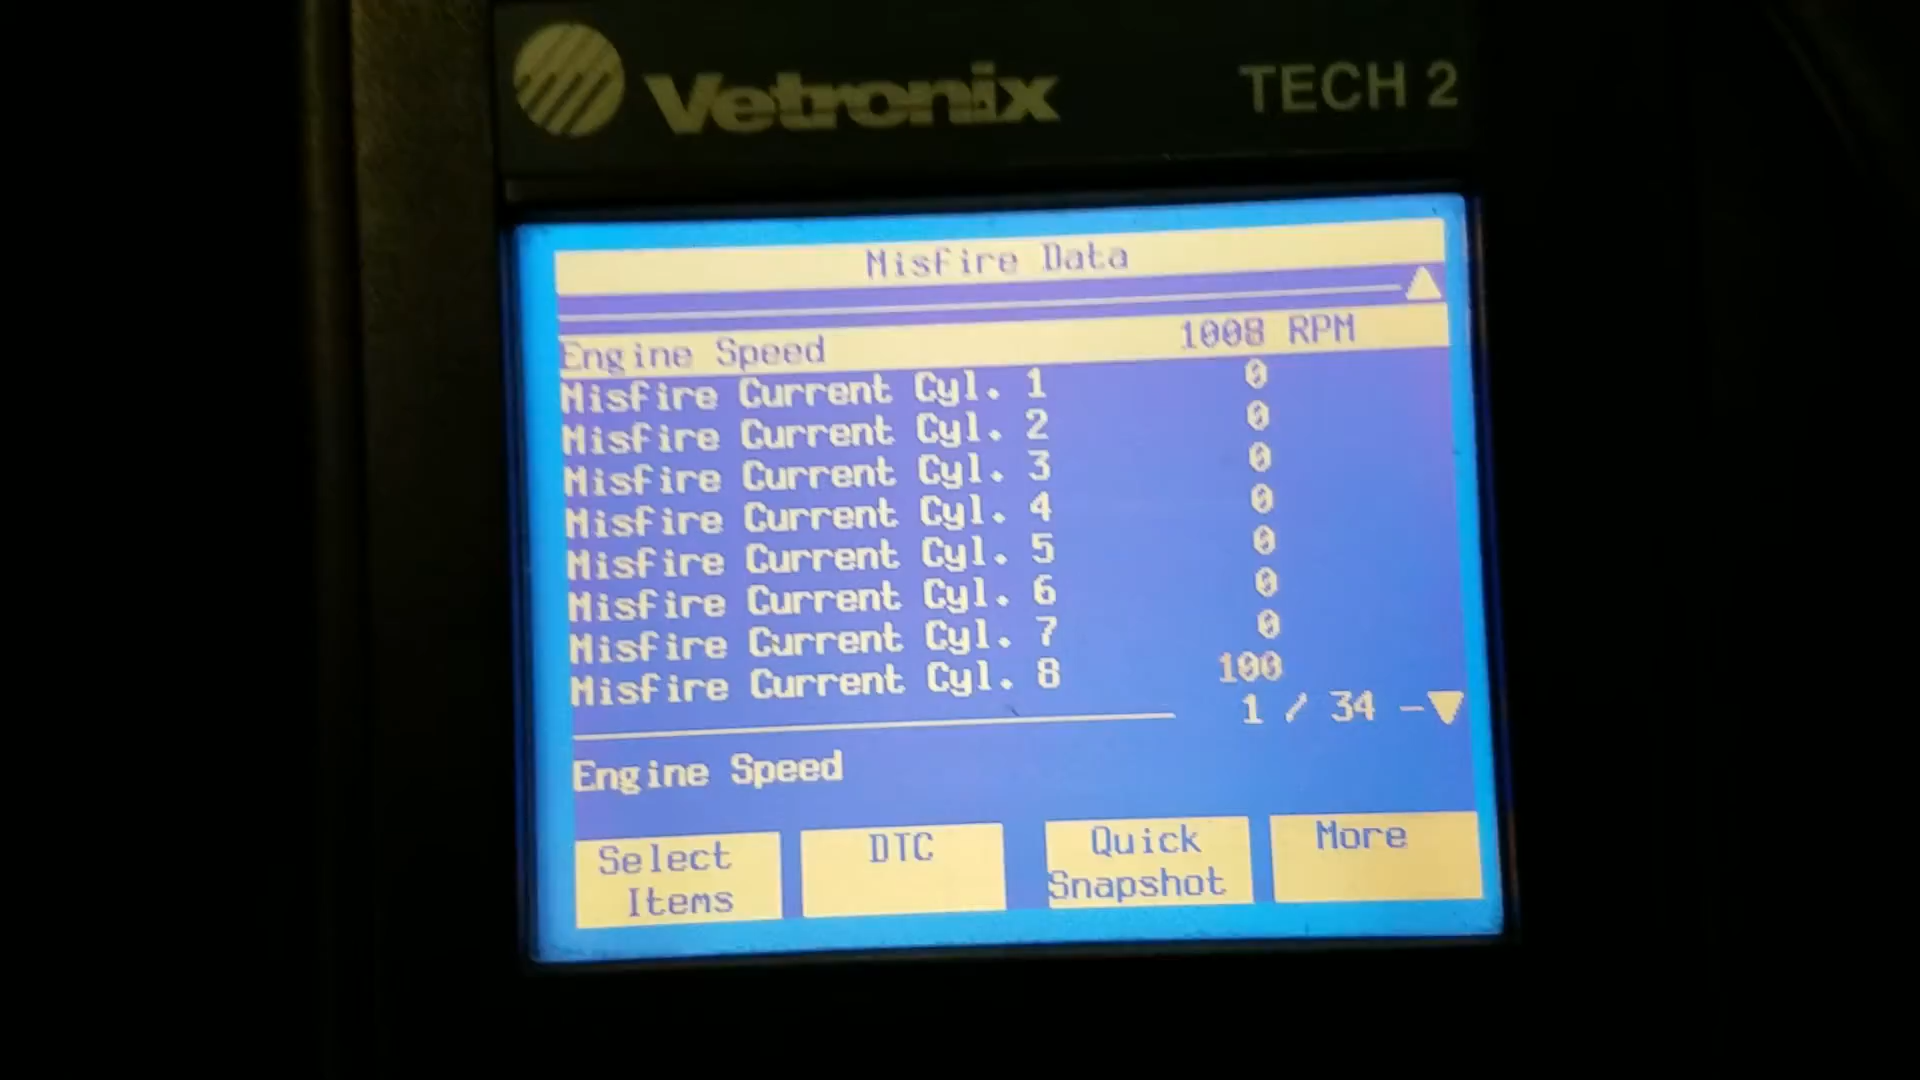 Vetronix TECH 2
Misfire Data
Engine Speed 1008 RPM
Misfire Current Cyl. 1 0
Misfire Current Cyl. 2 0
Misfire Current Cyl. 3 0
Misfire Current Cyl. 4 0
Misfire Current Cyl. 5 0
Misfire Current Cyl. 6 0
Misfire Current Cyl. 7 0
Misfire Current Cyl. 8 100
1 / 34
Engine Speed
Select Items
DTC
Quick Snapshot
More